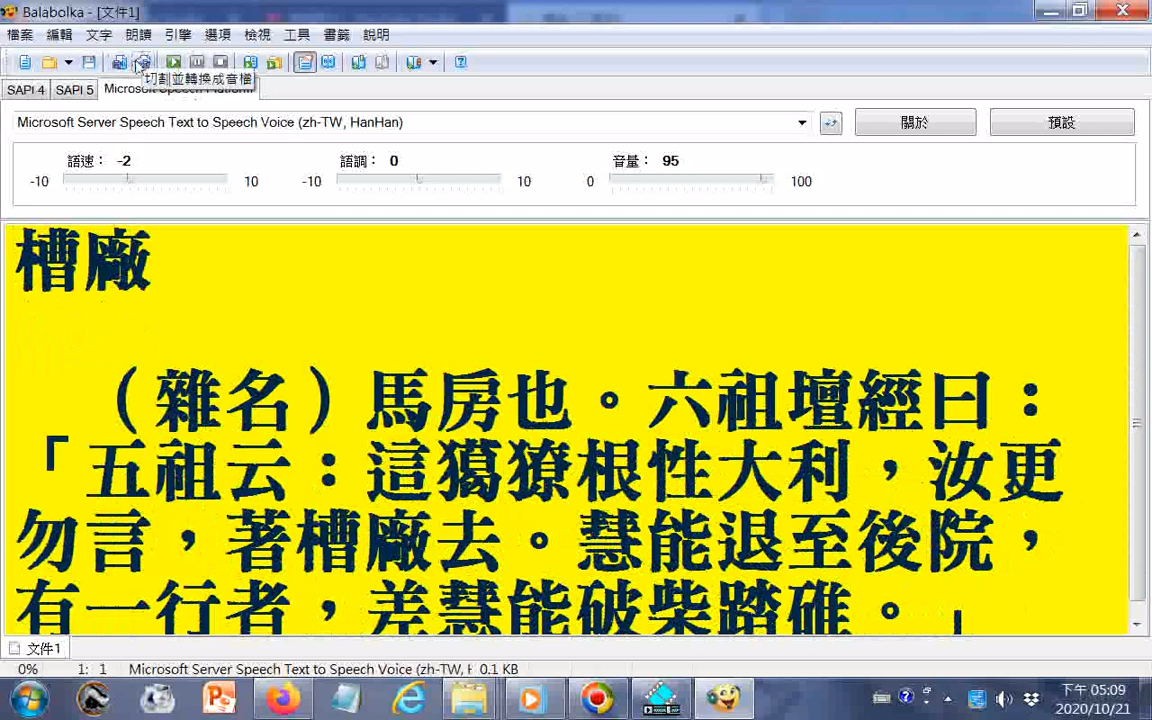 Balabolka - [文件1]
檔案 編輯 文字 朗讀 引擎 選項 檢視 工具 書籤 說明
切割並轉換成音檔
SAPI 4 SAPI 5 Microsoft Speech Platform
Microsoft Server Speech Text to Speech Voice (zh-TW, HanHan) 關於 預設
語速： -2 語調： 0 音量： 95
-10 10 -10 10 0 100
槽廠
（雜名）馬房也。六祖壇經曰：
「五祖云：這獦獠根性大利，汝更
勿言，著槽廠去。慧能退至後院，
有一行者，差慧能破柴踏碓。」
文件1
0% 1: 1 Microsoft Server Speech Text to Speech Voice (zh-TW, H 0.1 KB
下午 05:09
2020/10/21